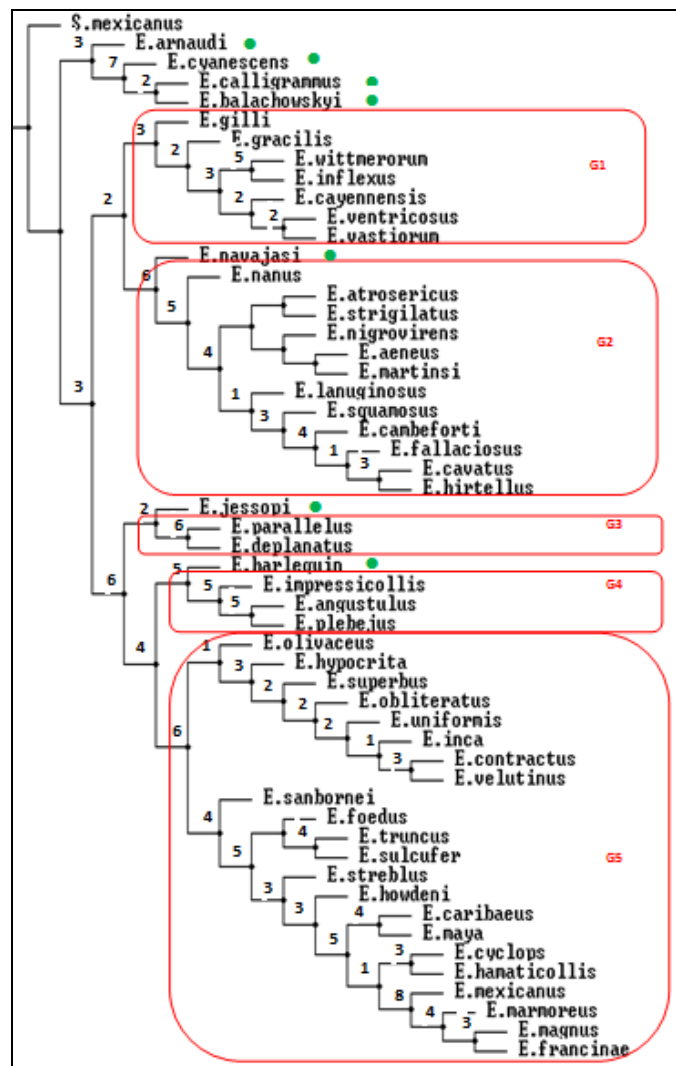 S.mexicanus
3 E.arnaudi
7 E.cyanescens
2 E.calligrammus
E.balachowskyi
3 E.gilli
2 E.gracilis
3 5 E.wittmerorum
G1
E.inflexus
2 2 E.cayennensis
2 E.ventricosus
E.vastiorum
E.navajasi
6 E.nanus
5 E.atrosericus
E.strigilatus
E.nigrovirens
G2
4 E.aeneus
E.martinsi
3 1 E.lanuginosus
3 E.squamosus
4 E.cambeforti
1 E.fallaciosus
3 E.cavatus
E.hirtellus
2 E.jessopi
6 E.parallelus
G3
E.deplanatus
6 5 E.harlequin
5 E.impressicollis
G4
5 E.angustulus
E.plebejus
4 1 E.olivaceus
3 E.hypocrita
2 E.superbus
2 E.obliteratus
6 2 E.uniformis
1 E.inca
3 E.contractus
E.velutinus
4 E.sanbornei
E.foedus
4 E.truncus
5 E.sulcufer
G5
3 E.streblus
3 E.howdeni
4 E.caribaeus
5 E.maya
3 E.cyclops
1 E.hamaticollis
8 E.mexicanus
4 E.marmoreus
3 E.magnus
E.francinae